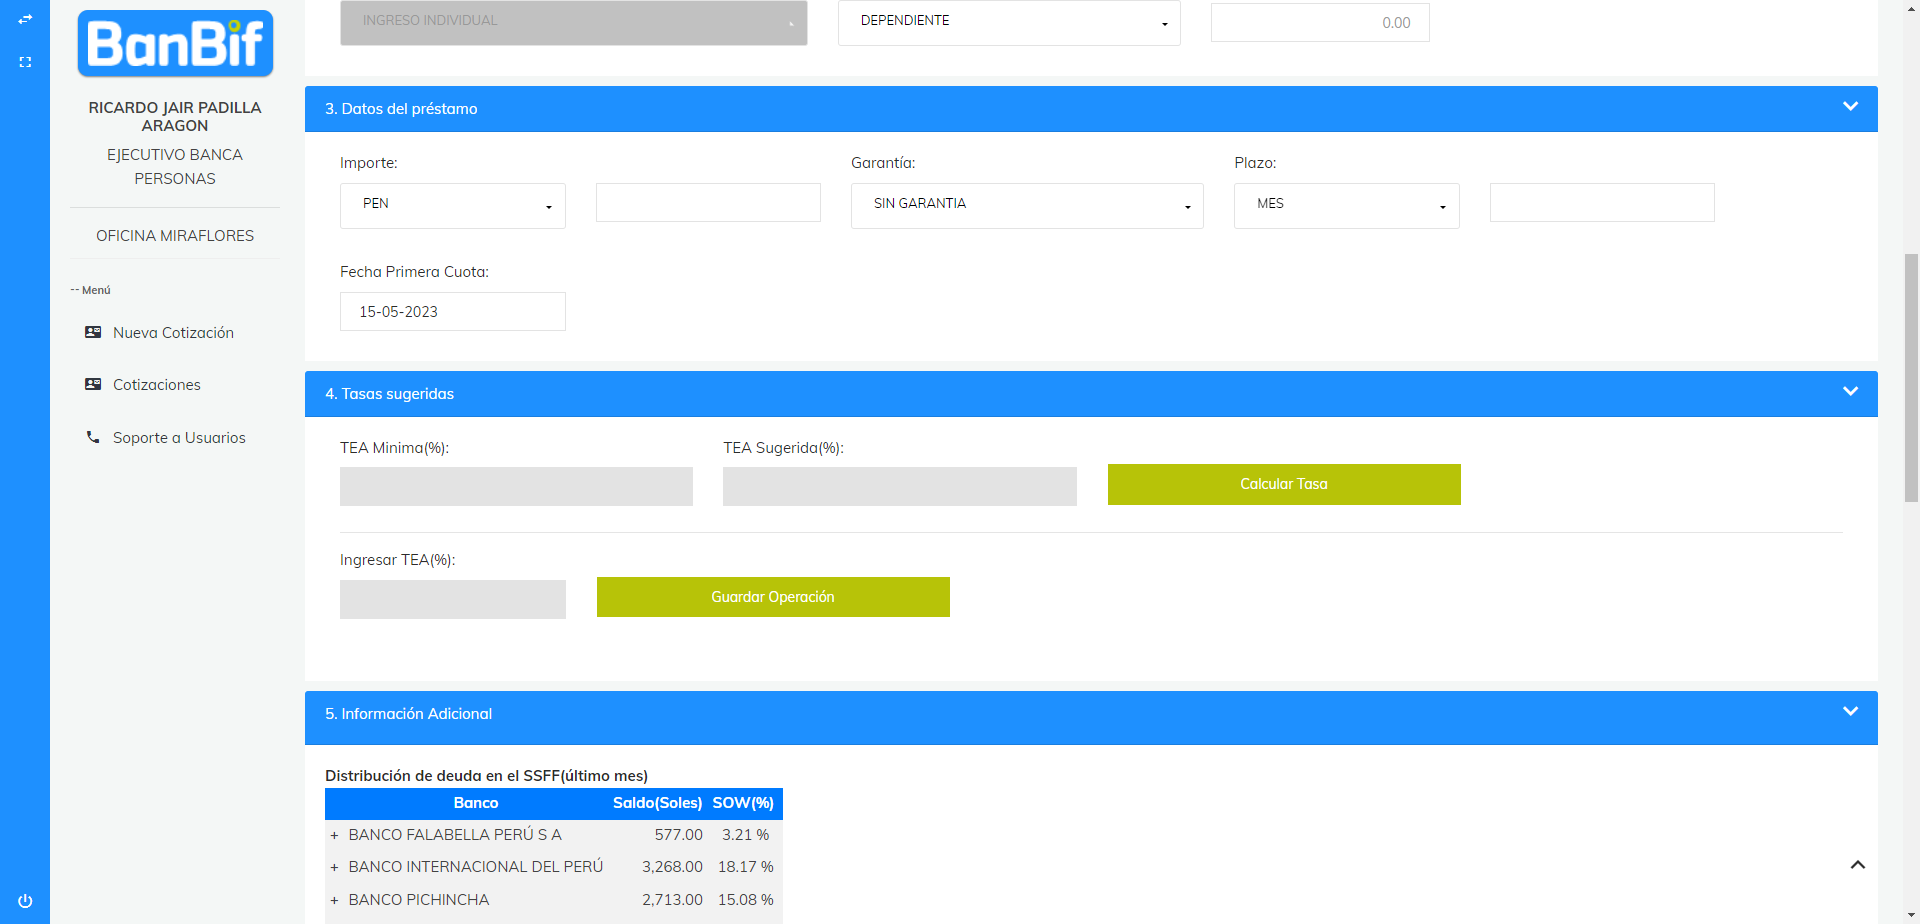 BanBif
RICARDO JAIR PADILLA
ARAGON
EJECUTIVO BANCA
PERSONAS
OFICINA MIRAFLORES
-- Menú
Nueva Cotización
Cotizaciones
Soporte a Usuarios
INGRESO INDIVIDUAL
DEPENDIENTE
0.00
3. Datos del préstamo
Importe:
Garantía:
Plazo:
PEN
SIN GARANTIA
MES
Fecha Primera Cuota:
15-05-2023
4. Tasas sugeridas
TEA Minima(%):
TEA Sugerida(%):
Calcular Tasa
Ingresar TEA(%):
Guardar Operación
5. Información Adicional
Distribución de deuda en el SSFF(último mes)
Banco Saldo(Soles) SOW(%)
+ BANCO FALABELLA PERÚ S A 577.00 3.21 %
+ BANCO INTERNACIONAL DEL PERÚ 3,268.00 18.17 %
+ BANCO PICHINCHA 2,713.00 15.08 %